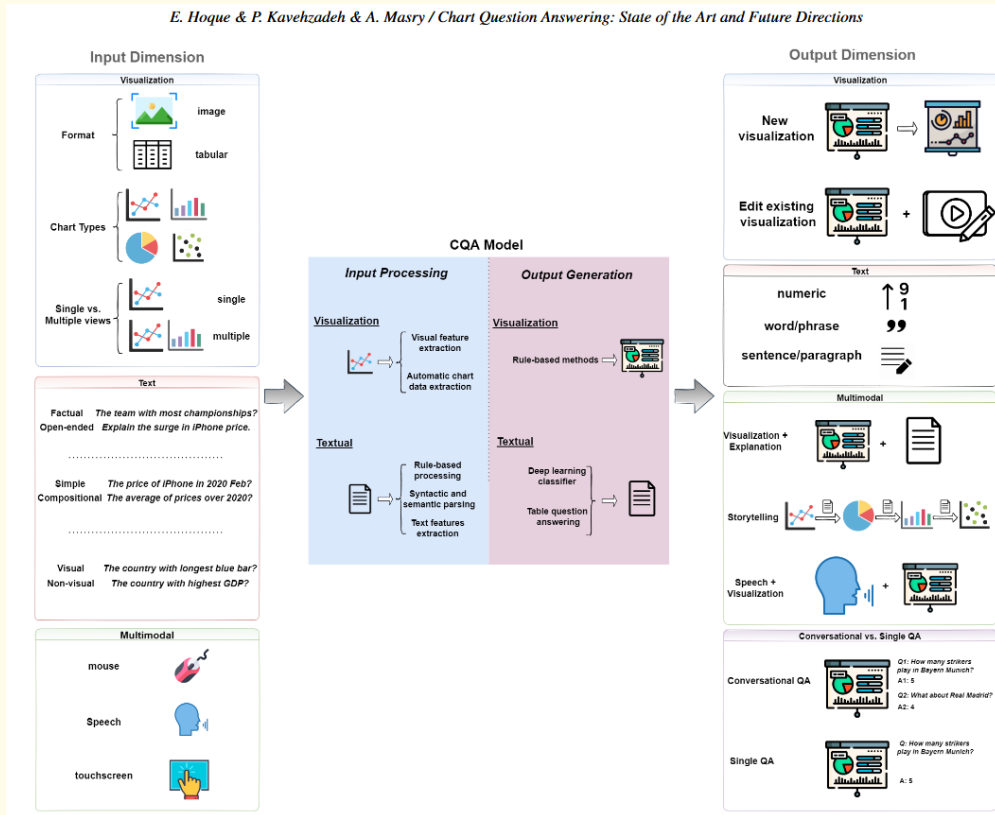 E. Hoque & P. Kavehzadeh & A. Masry / Chart Question Answering: State of the Art and Future Directions
Input Dimension
Visualization
Format
image
tabular
Chart Types
Single vs.
Multiple views
single
multiple
Text
Factual The team with most championships?
Open-ended Explain the surge in iPhone price.
Simple The price of iPhone in 2020 Feb?
Compositional The average of prices over 2020?
Visual The country with longest blue bar?
Non-visual The country with highest GDP?
Multimodal
mouse
Speech
touchscreen
CQA Model
Input Processing
Visualization
Visual feature
extraction
Automatic chart
data extraction
Textual
Rule-based
processing
Syntactic and
semantic parsing
Text features
extraction
Output Generation
Visualization
Rule-based methods
Textual
Deep learning
classifier
Table question
answering
Output Dimension
Visualization
New
visualization
Edit existing
visualization
+
Text
numeric
9
1
word/phrase
sentence/paragraph
Multimodal
Visualization +
Explanation
+
Storytelling
Speech +
Visualization
+
Conversational vs. Single QA
Conversational QA
Q1: How many strikers
play in Bayern Munich?
A1: 5
Q2: What about Real Madrid?
A2: 4
Single QA
Q: How many strikers
play in Bayern Munich?
A: 5